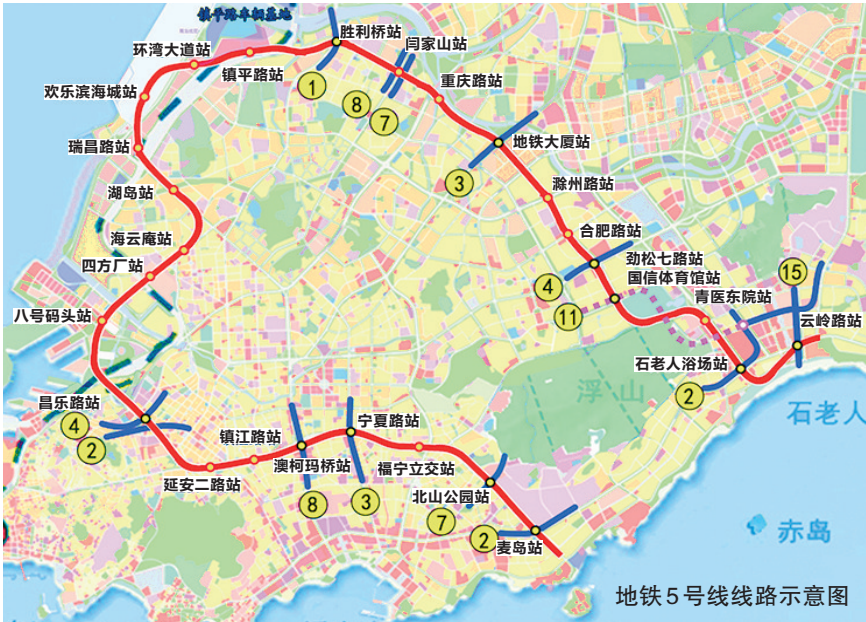 镇平路车辆基地
胜利桥站
闫家山站
环湾大道站
镇平路站
重庆路站
欢乐滨海城站
1
8
7
瑞昌路站
地铁大厦站
3
湖岛站
滁州路站
海云庵站
合肥路站
四方厂站
劲松七路站
4
国信体育馆站
15
青医东院站
八号码头站
11
云岭路站
石老人浴场站
浮山
2
昌乐路站
石老人
4
宁夏路站
2
镇江路站
澳柯玛桥站
福宁立交站
延安二路站
北山公园站
8
3
7
2
麦岛站
赤岛
地铁5号线线路示意图